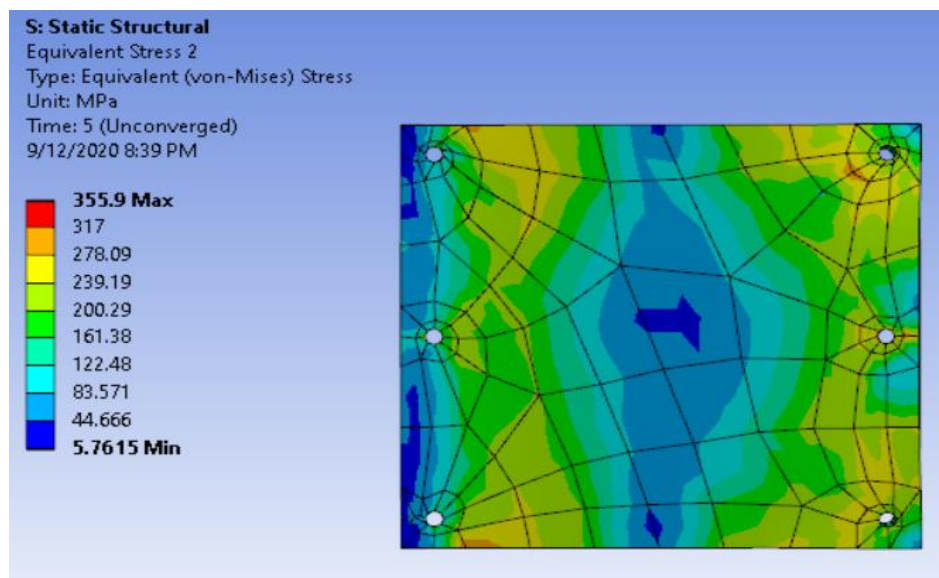 S: Static Structural
Equivalent Stress 2
Type: Equivalent (von-Mises) Stress
Unit: MPa
Time: 5 (Unconverged)
9/12/2020 8:39 PM
355.9 Max
317
278.09
239.19
200.29
161.38
122.48
83.571
44.666
5.7615 Min